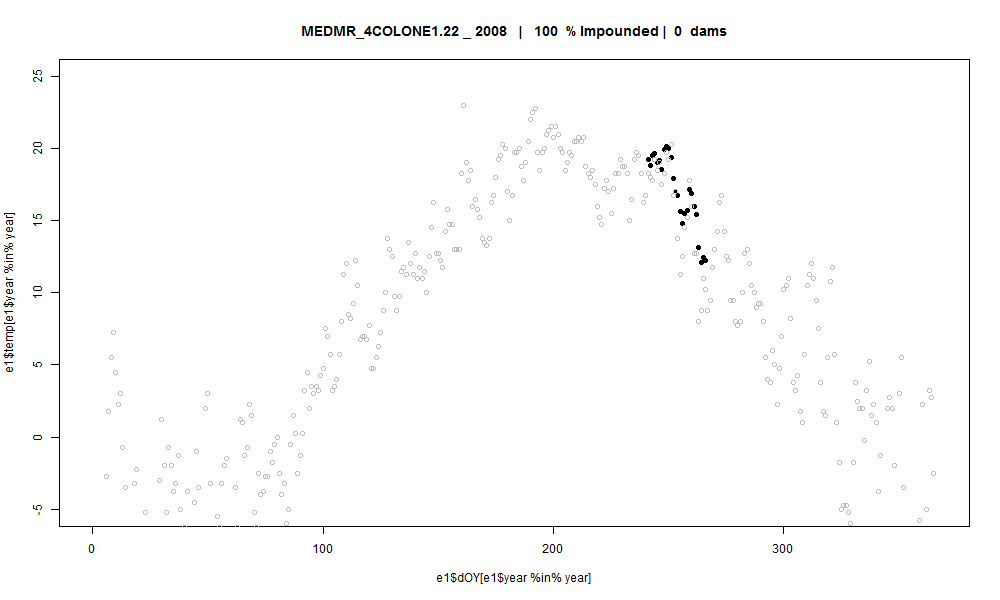 MEDMR_4COLONE1.22 _ 2008 | 100 % Impounded | 0 dams
25
20
15
10
5
0
-5
e1$temp[e1$year %in% year]
0 100 200 300
e1$dOY[e1$year %in% year]